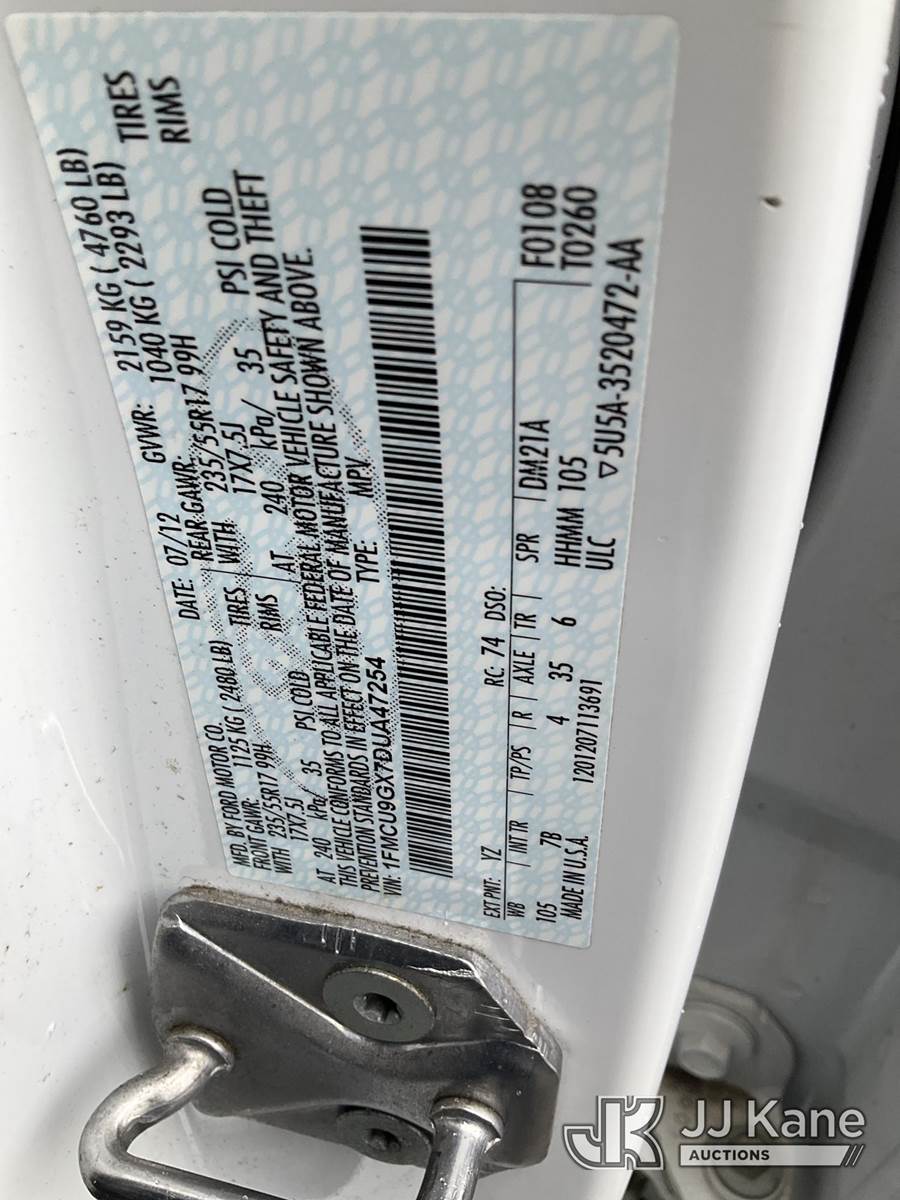 MFD. BY FORD MOTOR CO. DATE: 07/12 GVWR: 2159 KG ( 4760 LB)
FRONT GAWR: 1125 KG ( 2480 LB) REAR GAWR: 1040 KG ( 2293 LB)
WITH 235/55R17 99H TIRES WITH 235/55R17 99H TIRES
17X7.5J RIMS 17X7.5J RIMS
AT 240 kPa/ 35 PSI COLD AT 240 kPa/ 35 PSI COLD
THIS VEHICLE CONFORMS TO ALL APPLICABLE FEDERAL MOTOR VEHICLE SAFETY AND THEFT
PREVENTION STANDARDS IN EFFECT ON THE DATE OF MANUFACTURE SHOWN ABOVE.
VIN: 1FMCU9GX7DUA47254 TYPE: MPV
EXT PNT: YZ RC: 74 DSO: F0108
WB INT TR TP/PS R AXLE TR SPR DM21A T0260
105 7B 4 35 6 HHMM 105
MADE IN U.S.A. 1201207113691 ULC ▽5U5A-3520472-AA
JK JJ Kane
AUCTIONS